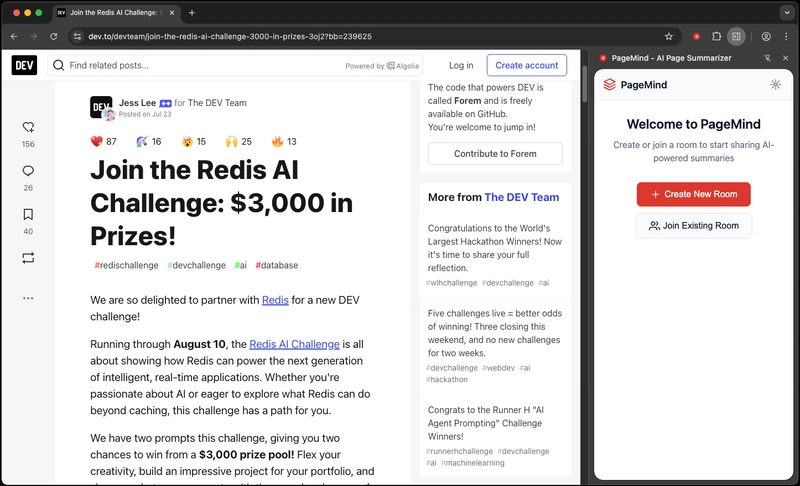 Join the Redis AI Challenge:
dev.to/devteam/join-the-redis-ai-challenge-3000-in-prizes-3oj2?bb=239625
DEV
Find related posts...
Powered by Algolia
Log in
Create account
Jess Lee for The DEV Team
Posted on Jul 23
87
16
15
25
13
156
26
40
Join the Redis AI
Challenge: $3,000 in
Prizes!
#redischallenge #devchallenge #ai #database
We are so delighted to partner with Redis for a new DEV
challenge!
Running through August 10, the Redis AI Challenge is all
about showing how Redis can power the next generation
of intelligent, real-time applications. Whether you're
passionate about AI or eager to explore what Redis can do
beyond caching, this challenge has a path for you.
We have two prompts this challenge, giving you two
chances to win from a $3,000 prize pool! Flex your
creativity, build an impressive project for your portfolio, and
The code that powers DEV is
called Forem and is freely
available on GitHub.
You're welcome to jump in!
Contribute to Forem
More from The DEV Team
Congratulations to the World's
Largest Hackathon Winners! Now
it's time to share your full
reflection.
#wlhchallenge #devchallenge #ai
Five challenges live = better odds
of winning! Three closing this
weekend, and no new challenges
for two weeks.
#devchallenge #webdev #ai
#hackathon
Congrats to the Runner H "AI
Agent Prompting" Challenge
Winners!
#runnerhchallenge #devchallenge
#ai #machinelearning
PageMind - AI Page Summarizer
PageMind
Welcome to PageMind
Create or join a room to start sharing AI-
powered summaries
Create New Room
Join Existing Room